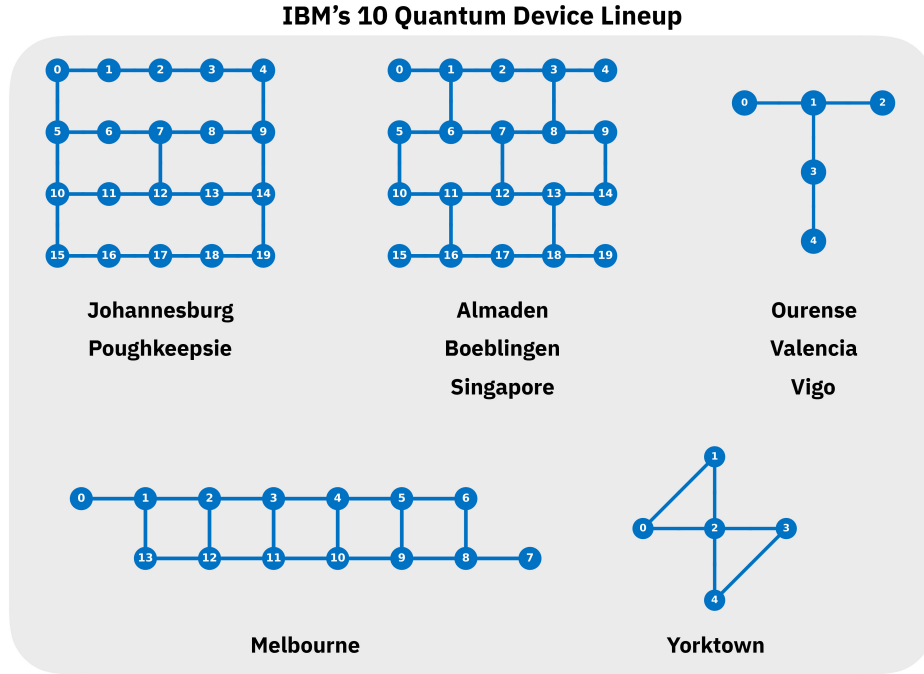 IBM’s 10 Quantum Device Lineup
0 1 2 3 4
5 6 7 8 9
10 11 12 13 14
15 16 17 18 19
Johannesburg
Poughkeepsie
0 1 2 3 4
5 6 7 8 9
10 11 12 13 14
15 16 17 18 19
Almaden
Boeblingen
Singapore
0 1 2
3
4
Ourense
Valencia
Vigo
0 1 2 3 4 5 6
13 12 11 10 9 8 7
Melbourne
1
0 2 3
4
Yorktown